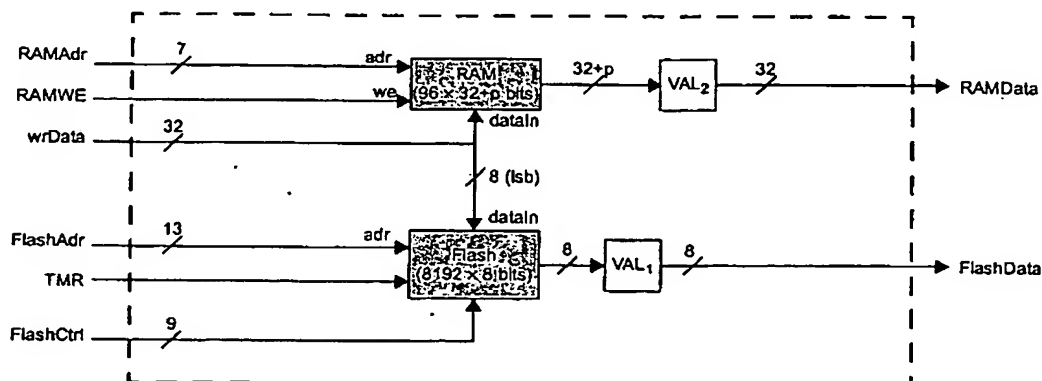 RAMAdr
7
adr
RAM
(96 × 32+p bits)
32+p
VAL2
32
RAMData
RAMWE
we
wrData
32
dataIn
8 (lsb)
dataIn
FlashAdr
13
adr
Flash
(8192 × 8 bits)
8
VAL1
8
FlashData
TMR
FlashCtrl
9